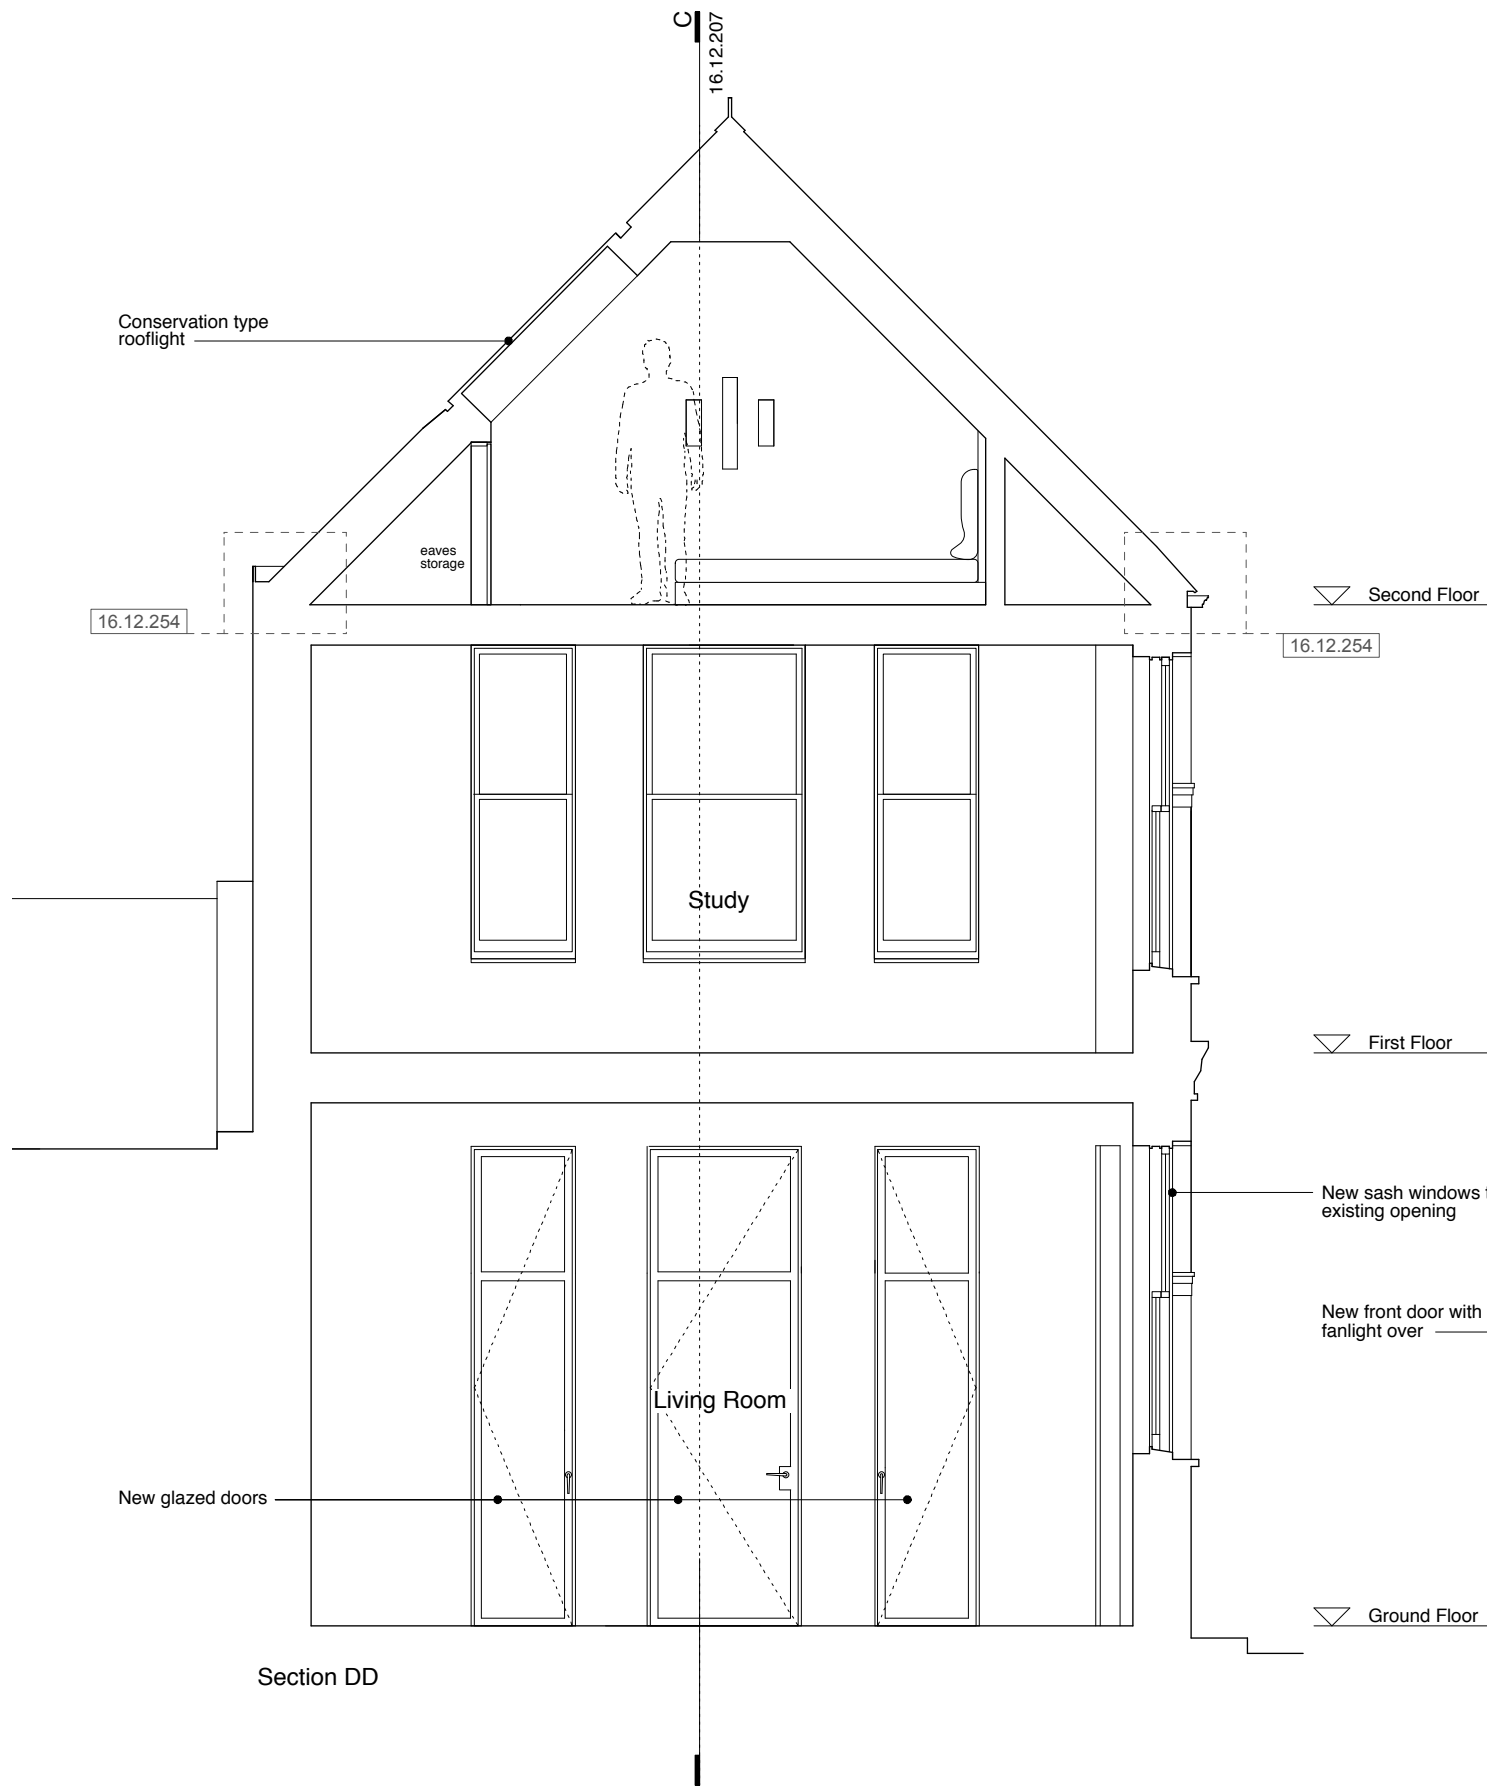 C
16.12.207
Conservation type
rooflight
eaves
storage
Second Floor
16.12.254
16.12.254
Study
First Floor
New sash windows
existing opening
New front door with
fanlight over
Living Room
New glazed doors
Ground Floor
Section DD